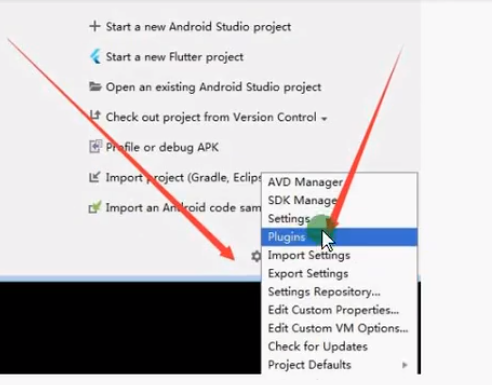 Start a new Android Studio project
Start a new Flutter project
Open an existing Android Studio project
Check out project from Version Control
Profile or debug APK
Import project (Gradle, Eclips
Import an Android code sam
AVD Manager
SDK Manage
Settings
Plugins
Import Settings
Export Settings
Settings Repository...
Edit Custom Properties...
Edit Custom VM Options...
Check for Updates
Project Defaults